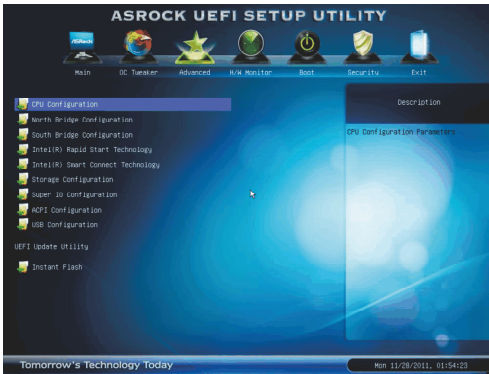 ASROCK UEFI SETUP UTILITY
ASRock
Main OC Tweaker Advanced H/W Monitor Boot Security Exit
CPU Configuration
North Bridge Configuration
South Bridge Configuration
Intel(R) Rapid Start Technology
Intel(R) Smart Connect Technology
Storage Configuration
Super IO Configuration
ACPI Configuration
USB Configuration
UEFI Update Utility
Instant Flash
Description
CPU Configuration Parameters
Tomorrow's Technology Today
Mon 11/28/2011, 01:54:23